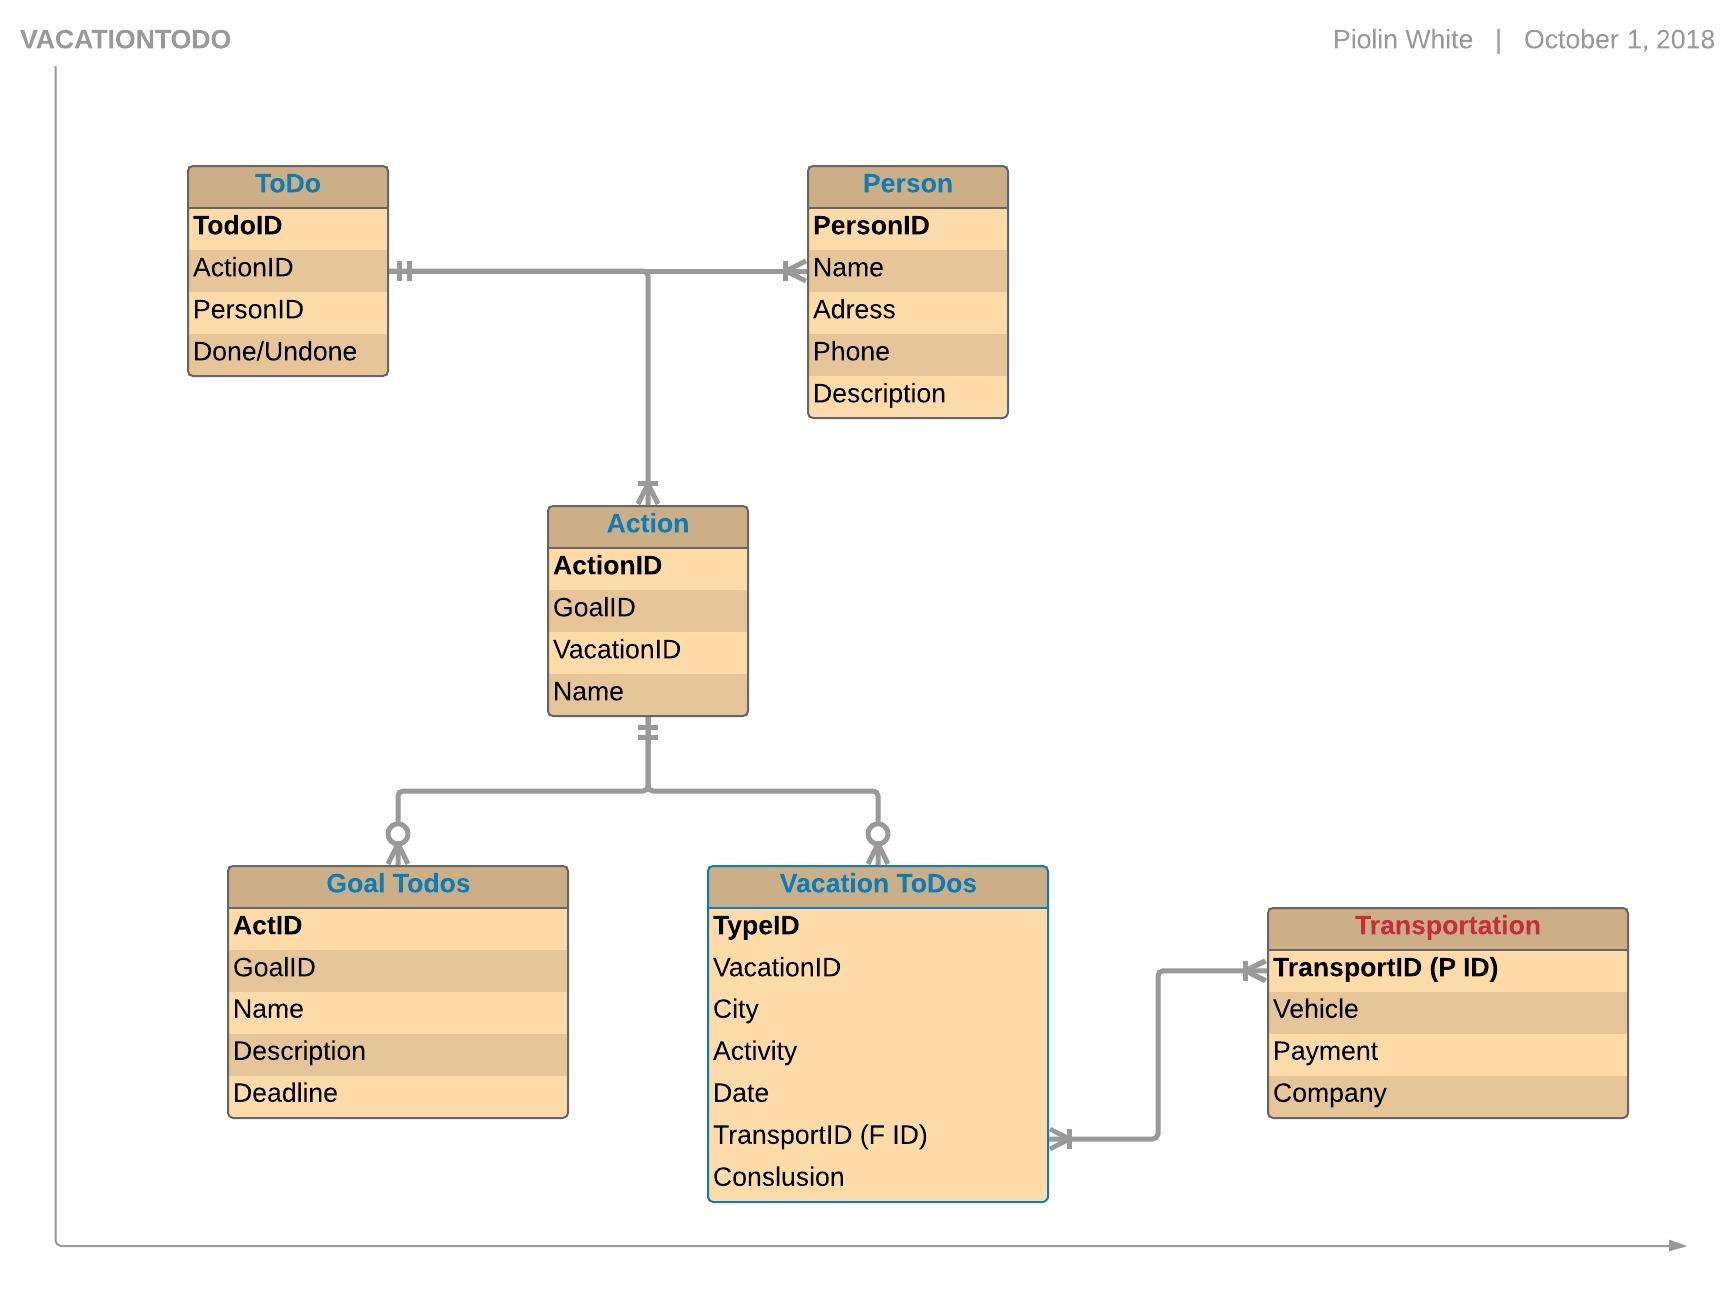 VACATIONTODO
Piolin White | October 1, 2018
ToDo
TodoID
ActionID
PersonID
Done/Undone
Person
PersonID
Name
Adress
Phone
Description
Action
ActionID
GoalID
VacationID
Name
Goal Todos
ActID
GoalID
Name
Description
Deadline
Vacation ToDos
TypeID
VacationID
City
Activity
Date
TransportID (F ID)
Conslusion
Transportation
TransportID (P ID)
Vehicle
Payment
Company